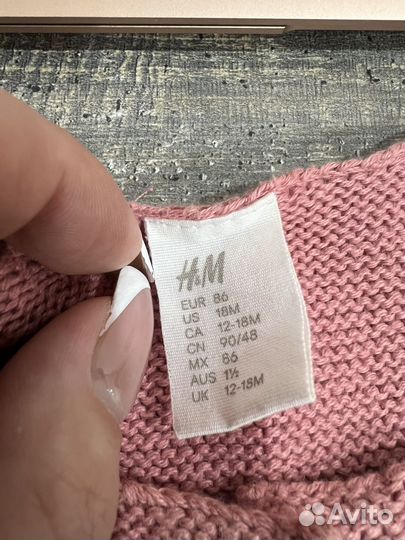 H&M
EUR 86
US 18M
CA 12-18M
CN 90/48
MX 86
AUS 1½
UK 12-18M
Avito